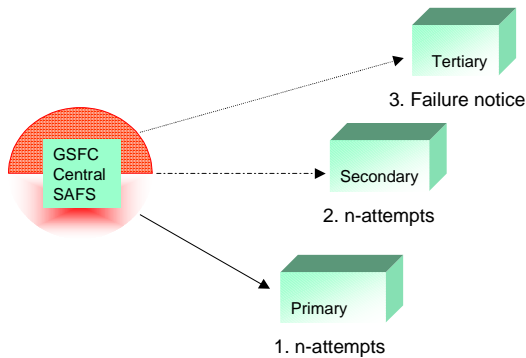 Tertiary
3. Failure notice
GSFC
Central
SAFS
Secondary
2. n-attempts
Primary
1. n-attempts